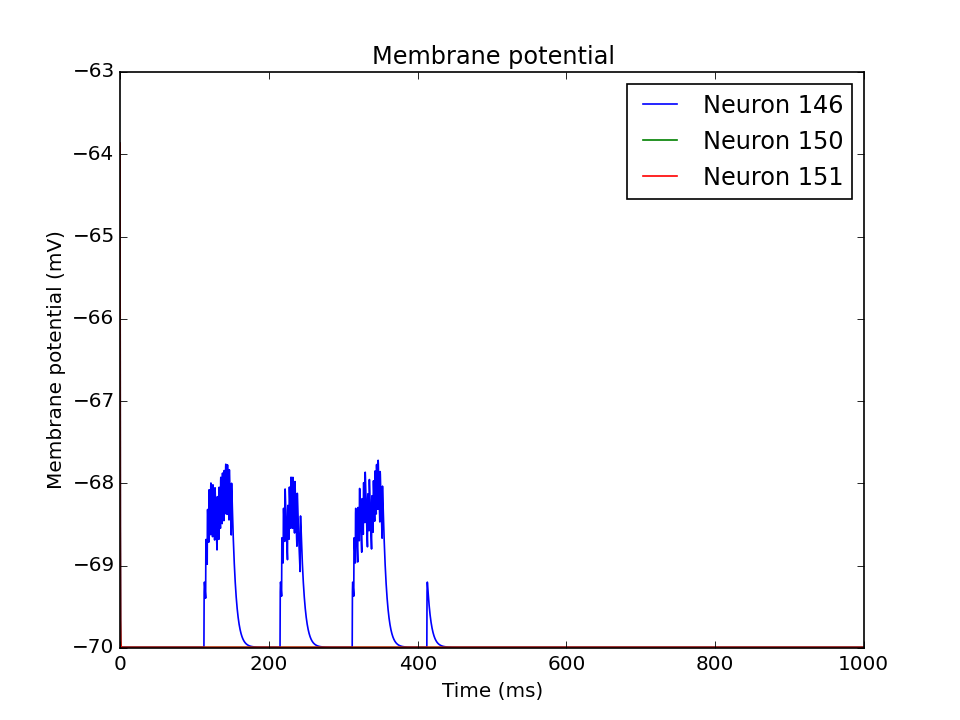 Membrane potential
−63
−64
−65
−66
−67
−68
−69
−70
Membrane potential (mV)
Neuron 146
Neuron 150
Neuron 151
0
200
400
600
800
1000
Time (ms)